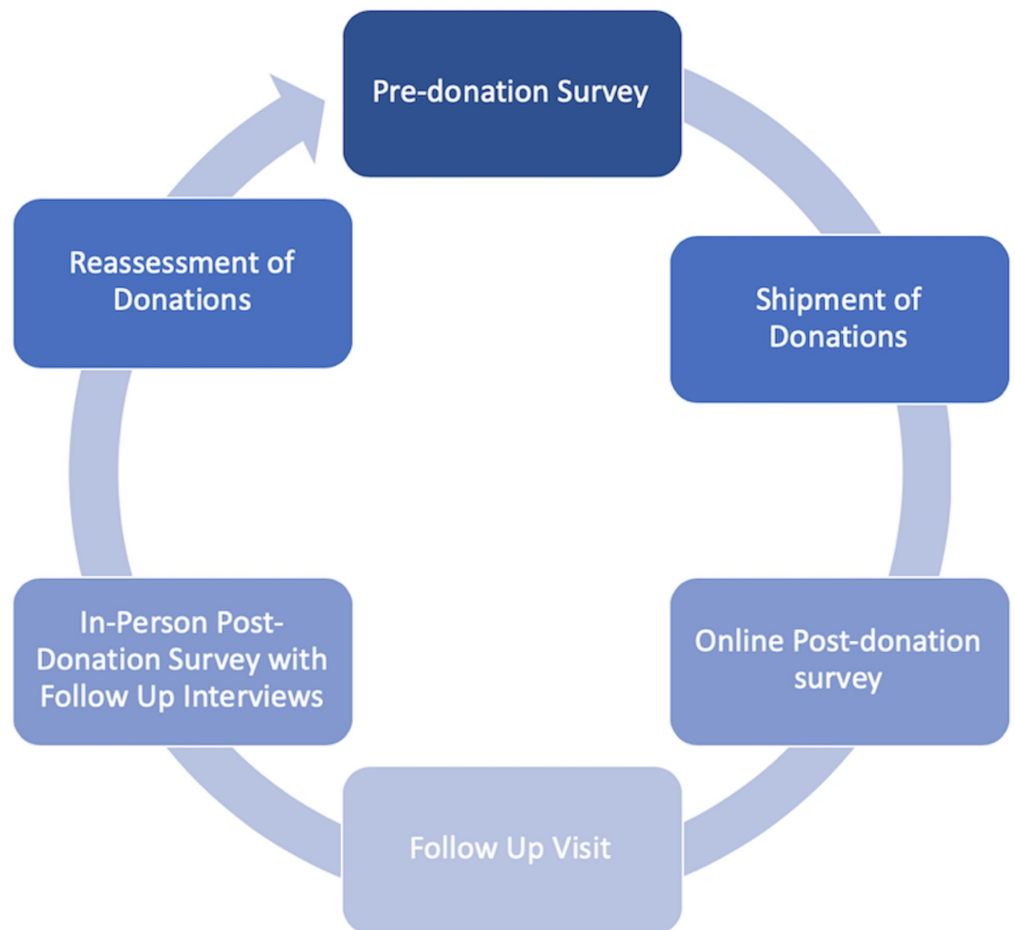 Pre-donation Survey
Shipment of
Donations
Online Post-donation
survey
Follow Up Visit
In-Person Post-
Donation Survey with
Follow Up Interviews
Reassessment of
Donations